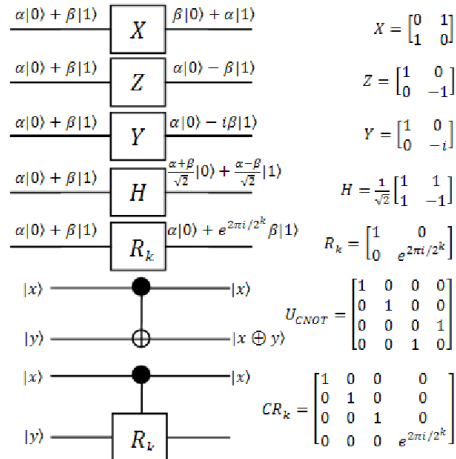 α|0⟩ + β|1⟩ X β|0⟩ + α|1⟩ X = [0 1; 1 0]
α|0⟩ + β|1⟩ Z α|0⟩ − β|1⟩ Z = [1 0; 0 −1]
α|0⟩ + β|1⟩ Y α|0⟩ − iβ|1⟩ Y = [1 0; 0 −i]
α|0⟩ + β|1⟩ H (α+β)/√2|0⟩ + (α−β)/√2|1⟩ H = 1/√2 [1 1; 1 −1]
α|0⟩ + β|1⟩ R_k α|0⟩ + e^{2πi/2^k} β|1⟩ R_k = [1 0; 0 e^{2πi/2^k}]
|x⟩ |x⟩
|y⟩ |x ⊕ y⟩ U_{CNOT} = [1 0 0 0; 0 1 0 0; 0 0 0 1; 0 0 1 0]
|x⟩ |x⟩
|y⟩ R_k CR_k = [1 0 0 0; 0 1 0 0; 0 0 1 0; 0 0 0 e^{2πi/2^k}]